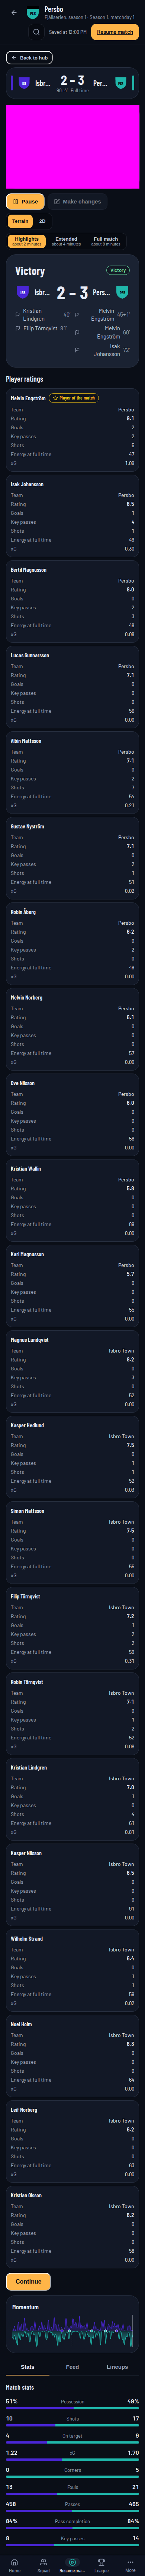 Persbo
Fjällserien, season 1 · Season 1, matchday 1
Saved at 12:00 PM
Resume match
Back to hub
Isbr... 2 – 3 Per...
90+4' Full time
Pause
Make changes
Terrain
2D
Highlights
about 2 minutes
Extended
about 4 minutes
Full match
about 8 minutes
Victory
Victory
Isbr... 2 – 3 Pers...
Kristian Lindgren 40'
Filip Törnqvist 81'
Melvin Engström 45+1'
Melvin Engström 60'
Isak Johansson 72'
Player ratings
Melvin Engström Player of the match
Team Persbo
Rating 9.1
Goals 2
Key passes 2
Shots 5
Energy at full time 47
xG 1.09
Isak Johansson
Team Persbo
Rating 8.5
Goals 1
Key passes 4
Shots 1
Energy at full time 48
xG 0.30
Bertil Magnusson
Team Persbo
Rating 8.0
Goals 0
Key passes 2
Shots 3
Energy at full time 48
xG 0.08
Lucas Gunnarsson
Team Persbo
Rating 7.1
Goals 0
Key passes 0
Shots 0
Energy at full time 56
xG 0.00
Albin Mattsson
Team Persbo
Rating 7.1
Goals 0
Key passes 2
Shots 7
Energy at full time 54
xG 0.21
Gustav Nyström
Team Persbo
Rating 7.1
Goals 0
Key passes 2
Shots 1
Energy at full time 51
xG 0.02
Robin Åberg
Team Persbo
Rating 6.2
Goals 0
Key passes 2
Shots 0
Energy at full time 49
xG 0.00
Melvin Norberg
Team Persbo
Rating 6.1
Goals 0
Key passes 0
Shots 0
Energy at full time 57
xG 0.00
Ove Nilsson
Team Persbo
Rating 6.0
Goals 0
Key passes 0
Shots 0
Energy at full time 56
xG 0.00
Kristian Wallin
Team Persbo
Rating 5.8
Goals 0
Key passes 0
Shots 0
Energy at full time 89
xG 0.00
Karl Magnusson
Team Persbo
Rating 5.7
Goals 0
Key passes 0
Shots 0
Energy at full time 55
xG 0.00
Magnus Lundqvist
Team Isbro Town
Rating 8.2
Goals 0
Key passes 3
Shots 0
Energy at full time 52
xG 0.00
Kasper Hedlund
Team Isbro Town
Rating 7.5
Goals 0
Key passes 1
Shots 1
Energy at full time 52
xG 0.03
Simon Mattsson
Team Isbro Town
Rating 7.5
Goals 0
Key passes 0
Shots 0
Energy at full time 55
xG 0.00
Filip Törnqvist
Team Isbro Town
Rating 7.2
Goals 1
Key passes 2
Shots 2
Energy at full time 59
xG 0.31
Robin Törnqvist
Team Isbro Town
Rating 7.1
Goals 0
Key passes 1
Shots 2
Energy at full time 52
xG 0.06
Kristian Lindgren
Team Isbro Town
Rating 7.0
Goals 1
Key passes 0
Shots 4
Energy at full time 61
xG 0.81
Kasper Nilsson
Team Isbro Town
Rating 6.5
Goals 0
Key passes 0
Shots 0
Energy at full time 81
xG 0.00
Wilhelm Strand
Team Isbro Town
Rating 6.4
Goals 0
Key passes 1
Shots 1
Energy at full time 58
xG 0.02
Noel Holm
Team Isbro Town
Rating 6.3
Goals 0
Key passes 0
Shots 0
Energy at full time 64
xG 0.00
Leif Norberg
Team Isbro Town
Rating 6.2
Goals 0
Key passes 0
Shots 0
Energy at full time 63
xG 0.00
Kristian Olsson
Team Isbro Town
Rating 6.2
Goals 0
Key passes 0
Shots 0
Energy at full time 58
xG 0.00
Continue
Momentum
Stats Feed Lineups
Match stats
51% Possession 49%
10 Shots 17
4 On target 9
1.22 xG 1.70
0 Corners 5
13 Fouls 21
458 Passes 465
84% Pass completion 84%
8 Key passes 14
Home Squad Resume ma League More